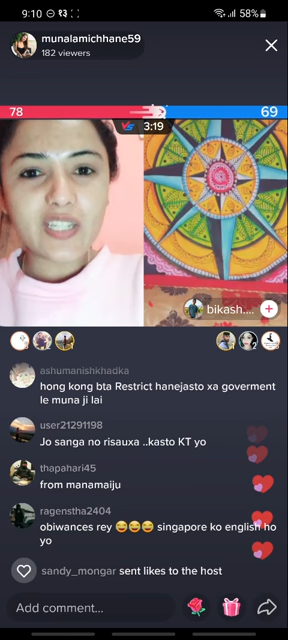 9:10 १३ 58%
munalamichhane59
182 viewers
78 69
VS 3:19
bikash....
ashumanishkhadka
hong kong bta Restrict hanejasto xa goverment
le muna ji lai
user21291198
Jo sanga no risauxa ..kasto KT yo
thapahari45
from manamaiju
ragenstha2404
obiwances rey 😂😂😂 singapore ko english ho
yo
sandy_mongar sent likes to the host
Add comment...